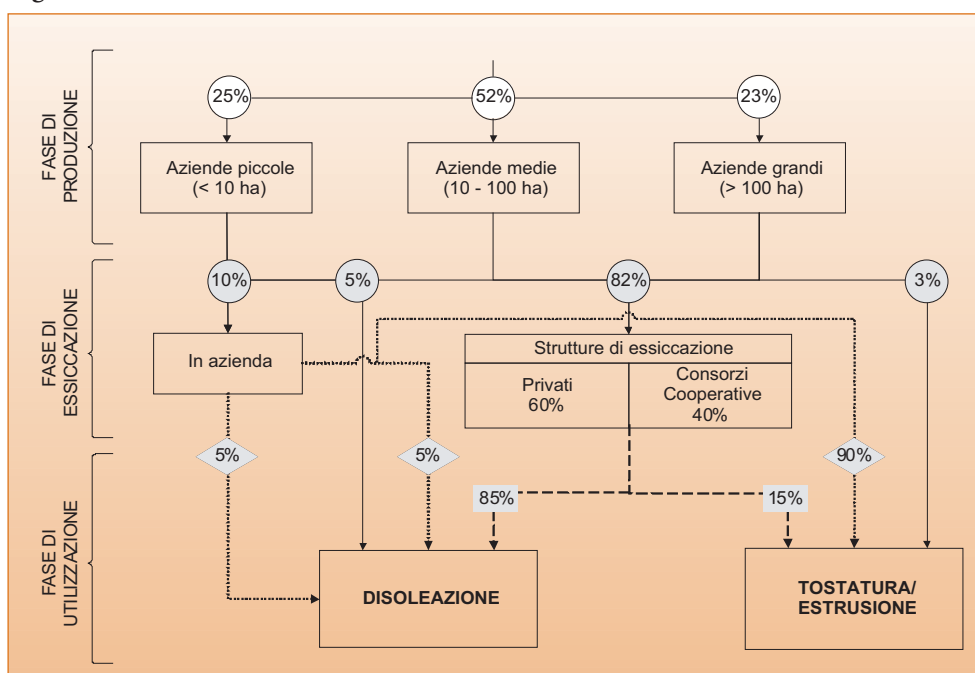 FASE DI
PRODUZIONE
25%
52%
23%
Aziende piccole
(< 10 ha)
Aziende medie
(10 - 100 ha)
Aziende grandi
(> 100 ha)
FASE DI
ESSICCAZIONE
10%
5%
82%
3%
In azienda
Strutture di essiccazione
Privati
60%
Consorzi
Cooperative
40%
FASE DI
UTILIZZAZIONE
5%
5%
90%
85%
15%
DISOLEAZIONE
TOSTATURA/
ESTRUSIONE